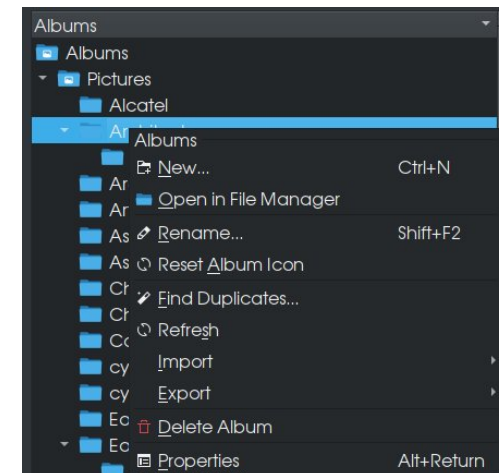 Albums
Albums
Pictures
Alcatel
Albums
New... Ctrl+N
Open in File Manager
Rename... Shift+F2
Reset Album Icon
Find Duplicates...
Refresh
Import
Export
Delete Album
Properties Alt+Return